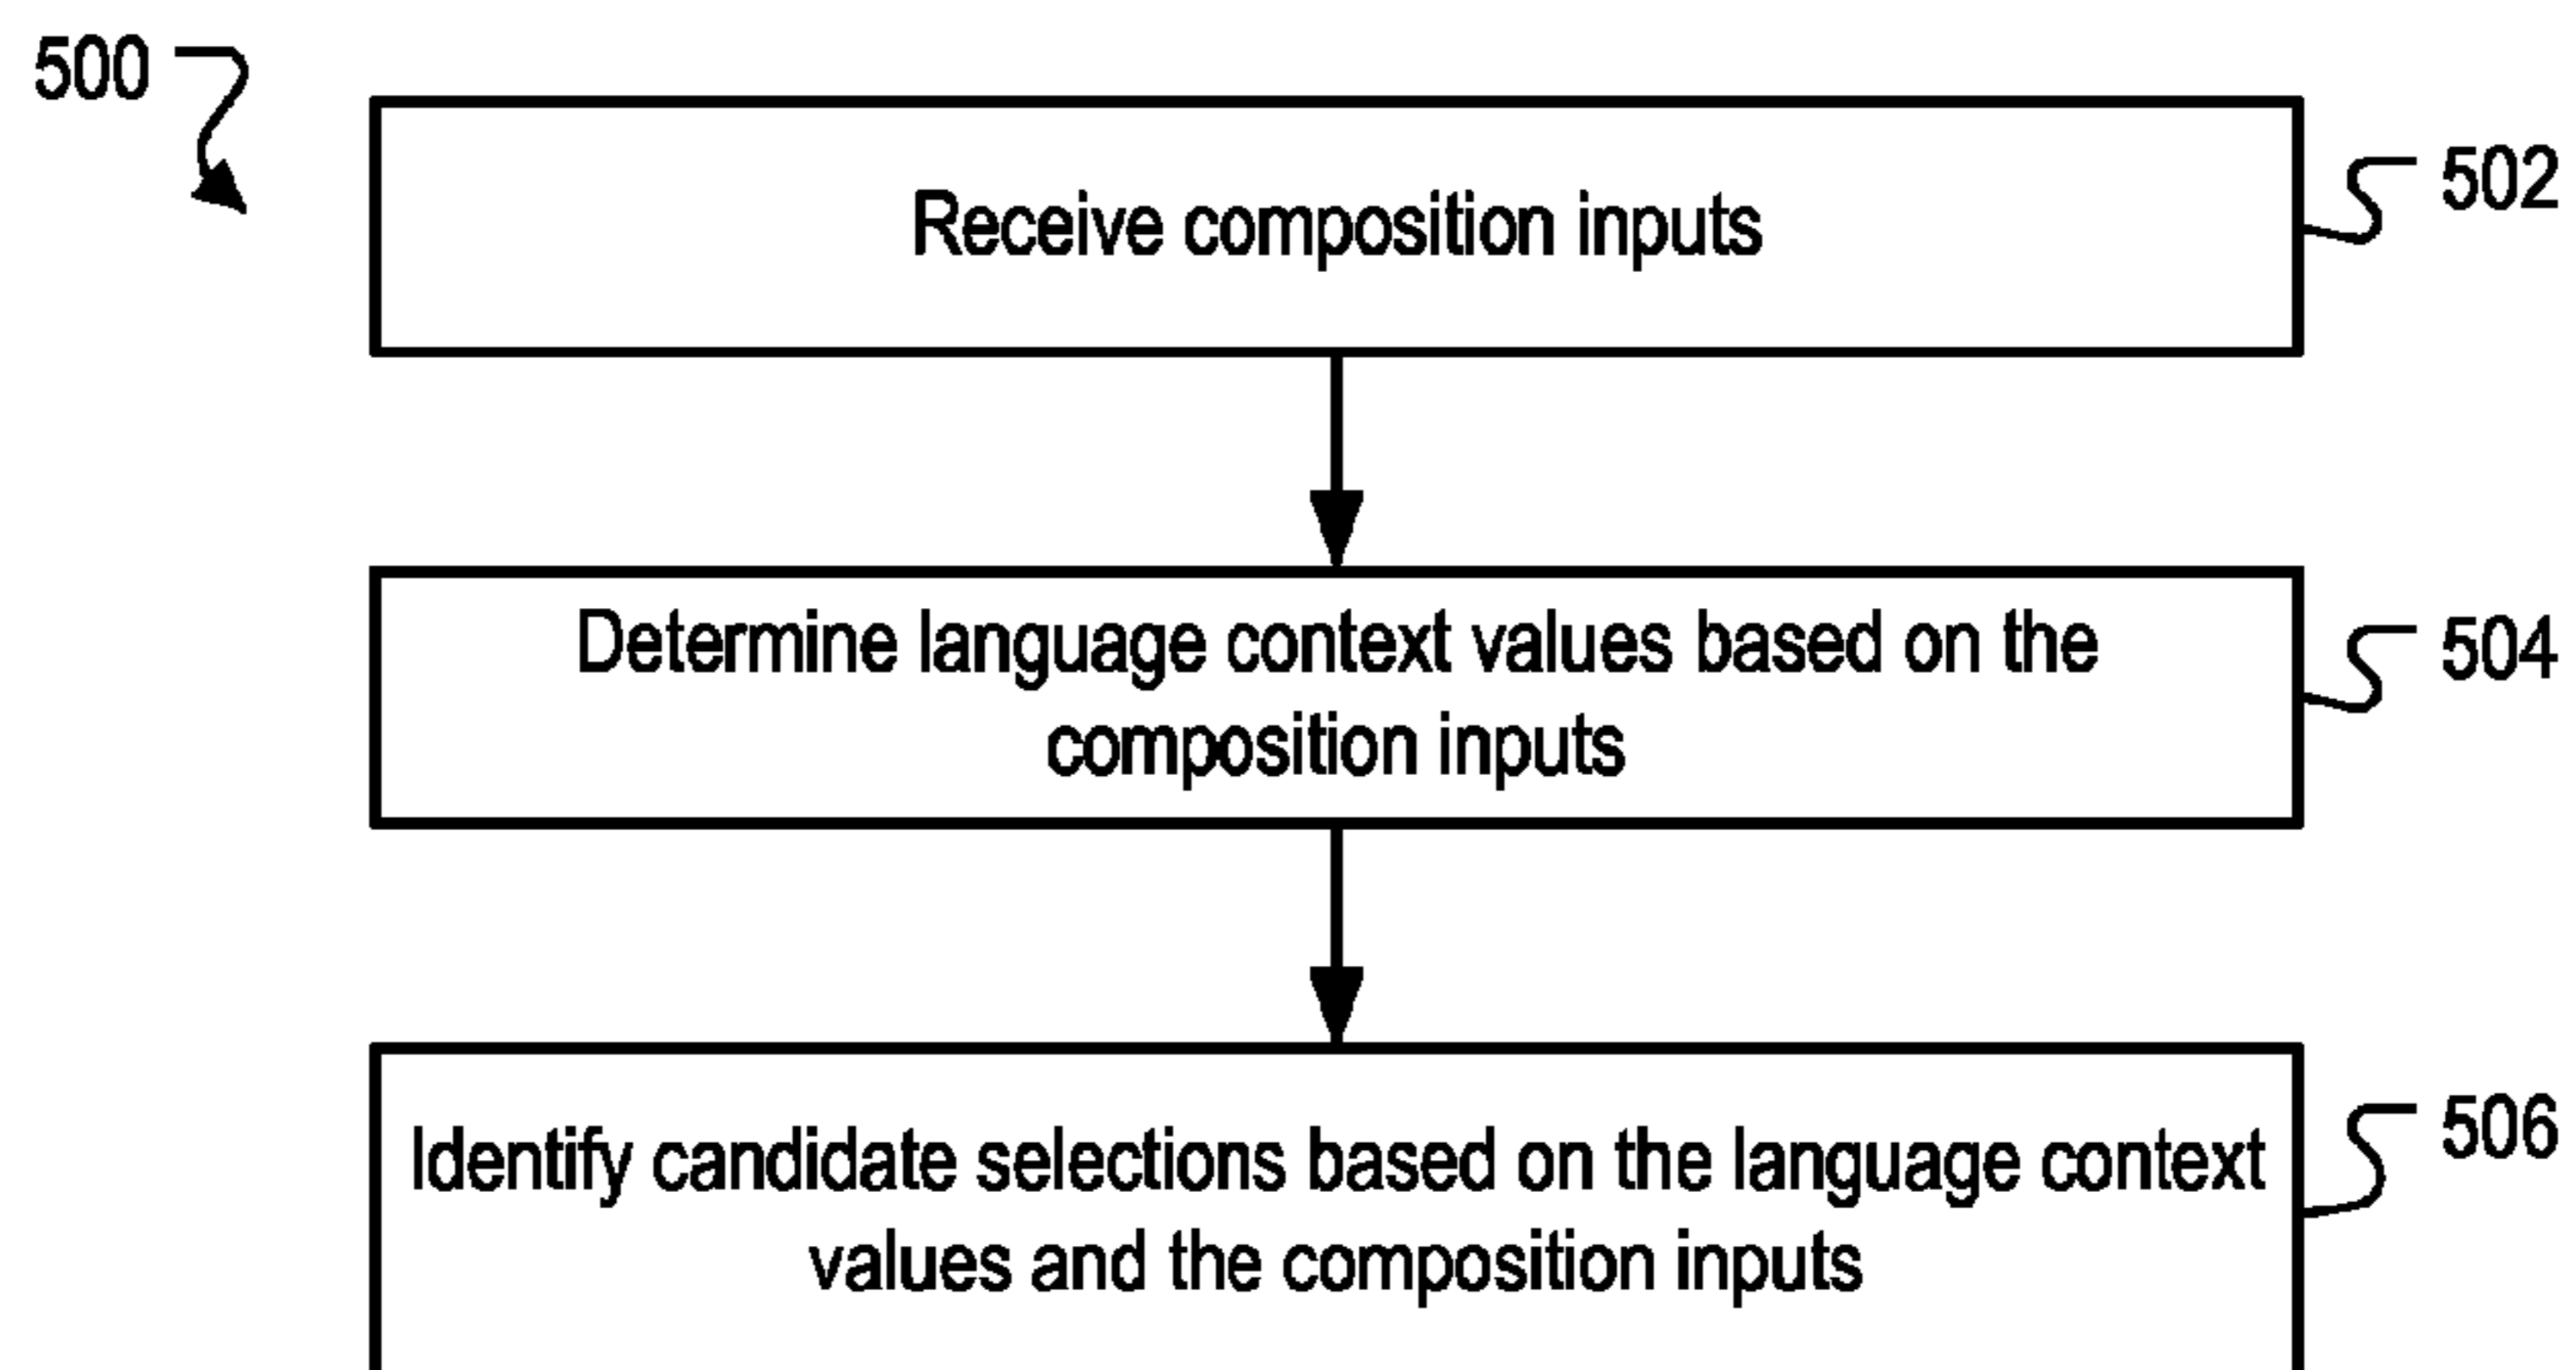 500
Receive composition inputs
502
Determine language context values based on the
composition inputs
504
Identify candidate selections based on the language context
values and the composition inputs
506